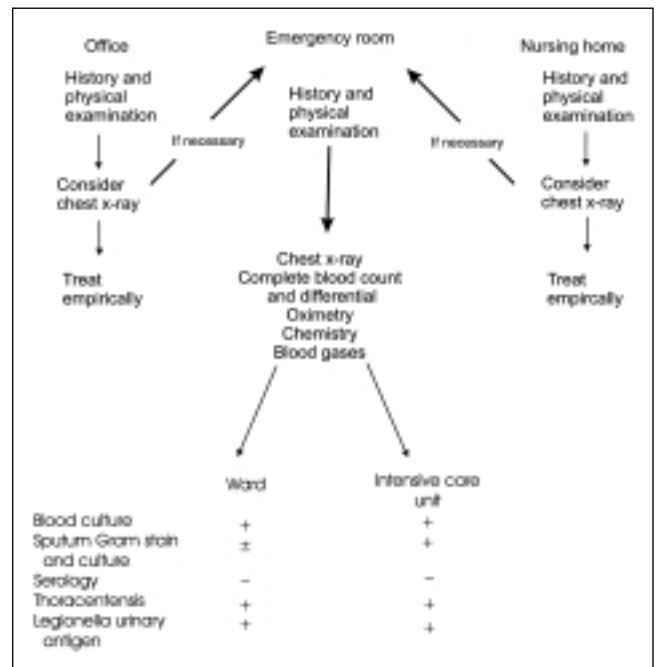 Office
Emergency room
Nursing home
History and
physical
examination
History and
physical
examination
History and
physical
examination
If necessary
If necessary
Consider
chest x-ray
Consider
chest x-ray
Treat
empirically
Treat
empircally
Chest x-ray
Complete blood count
and differential
Oximetry
Chemistry
Blood gases
Ward
Intensive care
unit
Blood culture + +
Sputum Gram stain ± +
and culture
Serology – –
Thoracentensis + +
Legionella urinary + +
antigen